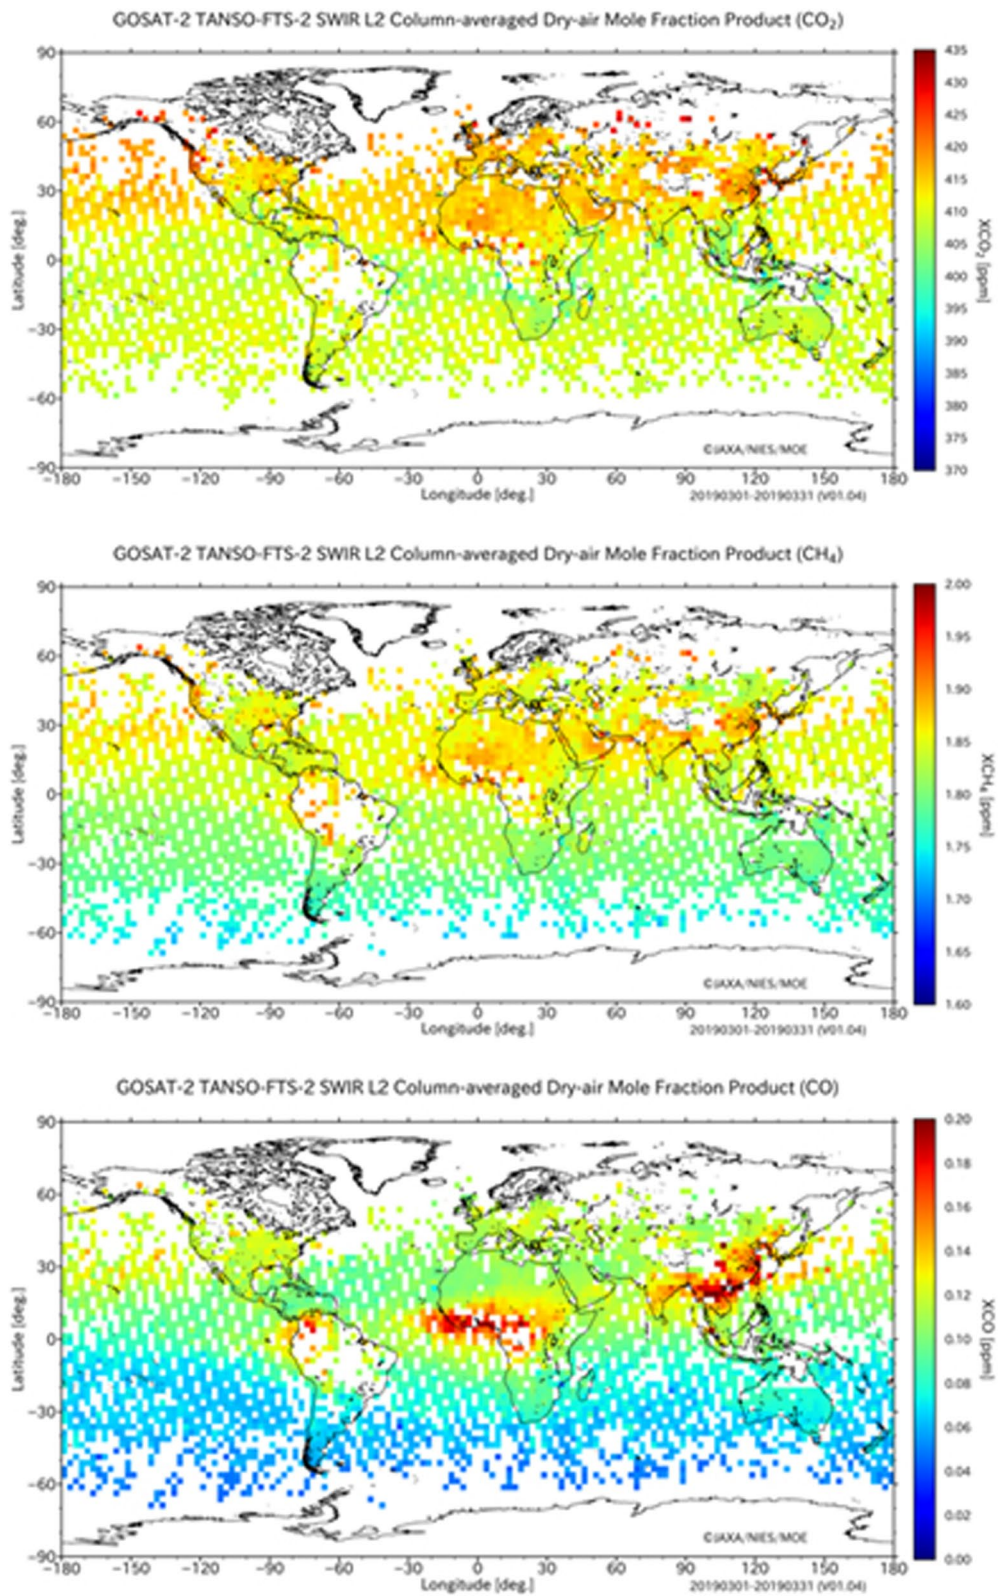 GOSAT-2 TANSO-FTS-2 SWIR L2 Column-averaged Dry-air Mole Fraction Product (CO₂)
90
60
30
0
−30
−60
−90
Latitude [deg.]
−180 −150 −120 −90 −60 −30 0 30 60 90 120 150 180
Longitude [deg.]
©JAXA/NIES/MOE
20190301-20190331 (V01.04)
435
430
425
420
415
410
405
400
395
390
385
380
375
370
XCO₂ [ppm]
GOSAT-2 TANSO-FTS-2 SWIR L2 Column-averaged Dry-air Mole Fraction Product (CH₄)
90
60
30
0
−30
−60
−90
Latitude [deg.]
−180 −150 −120 −90 −60 −30 0 30 60 90 120 150 180
Longitude [deg.]
©JAXA/NIES/MOE
20190301-20190331 (V01.04)
2.00
1.95
1.90
1.85
1.80
1.75
1.70
1.65
1.60
XCH₄ [ppm]
GOSAT-2 TANSO-FTS-2 SWIR L2 Column-averaged Dry-air Mole Fraction Product (CO)
90
60
30
0
−30
−60
−90
Latitude [deg.]
−180 −150 −120 −90 −60 −30 0 30 60 90 120 150 180
Longitude [deg.]
©JAXA/NIES/MOE
20190301-20190331 (V01.04)
0.20
0.18
0.16
0.14
0.12
0.10
0.08
0.06
0.04
0.02
0.00
XCO [ppm]